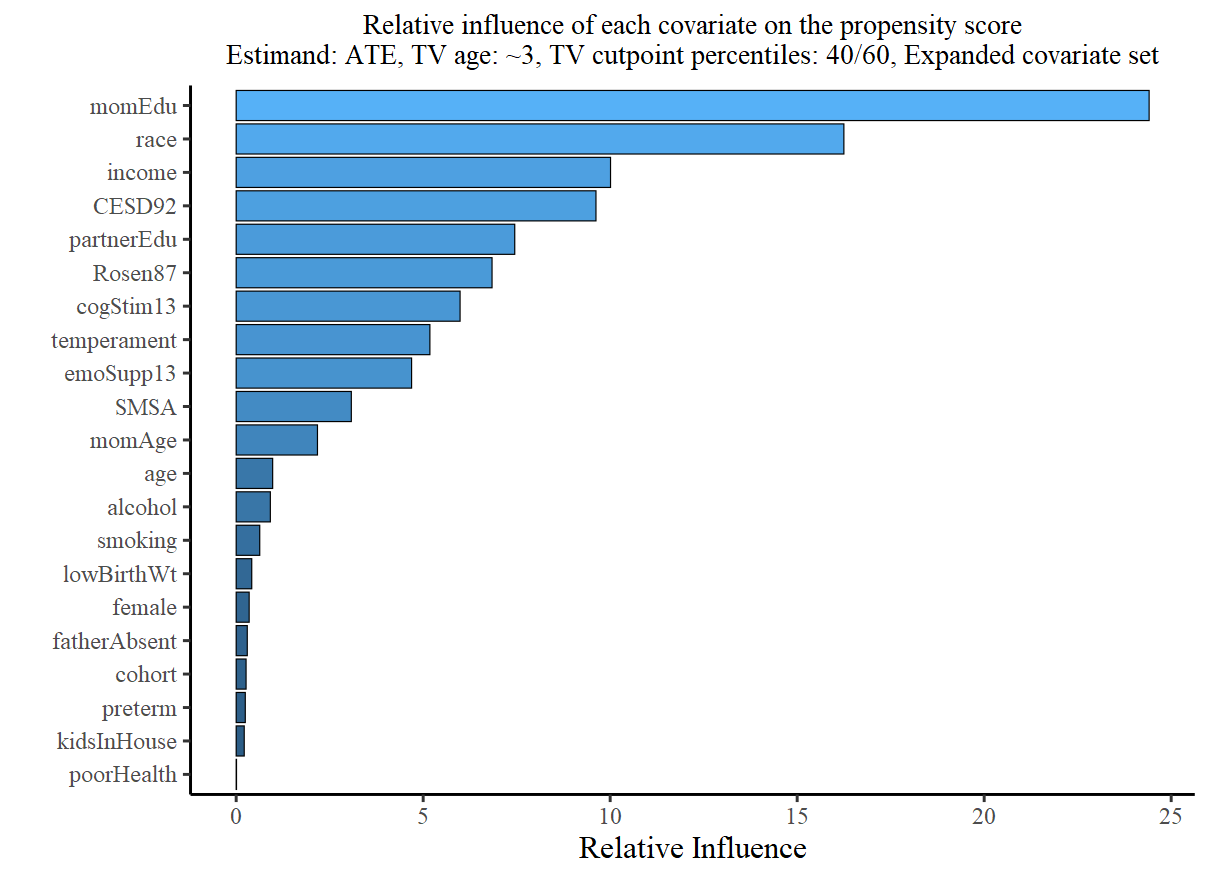 Relative influence of each covariate on the propensity score
Estimand: ATE, TV age: ~3, TV cutpoint percentiles: 40/60, Expanded covariate set
momEdu
race
income
CESD92
partnerEdu
Rosen87
cogStim13
temperament
emoSupp13
SMSA
momAge
age
alcohol
smoking
lowBirthWt
female
fatherAbsent
cohort
preterm
kidsInHouse
poorHealth
0 5 10 15 20 25
Relative Influence